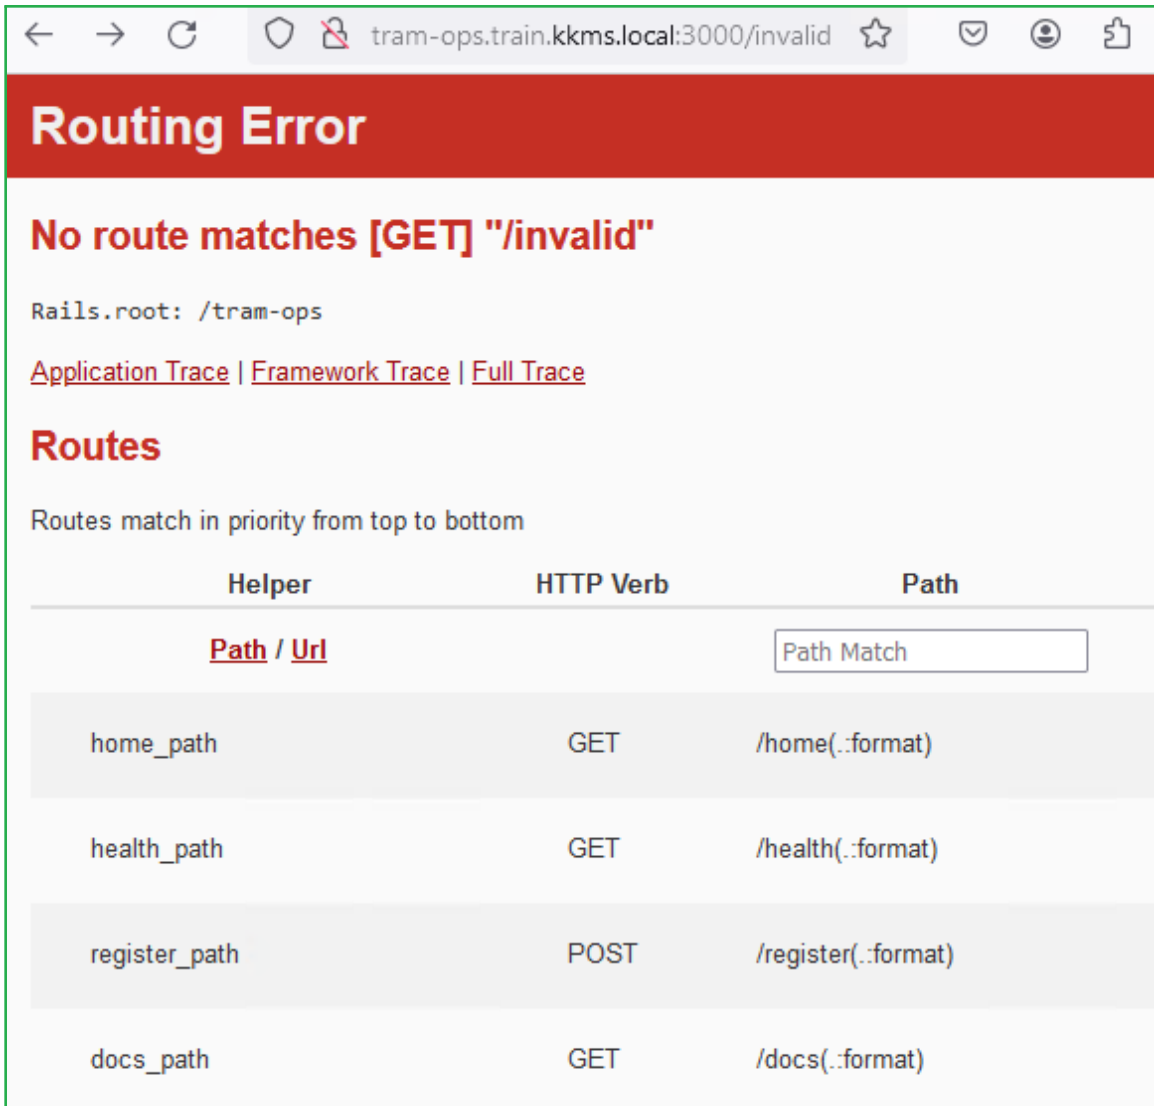 tram-ops.train.kkms.local:3000/invalid
Routing Error
No route matches [GET] "/invalid"
Rails.root: /tram-ops
Application Trace | Framework Trace | Full Trace
Routes
Routes match in priority from top to bottom
Helper HTTP Verb Path
Path / Url Path Match
home_path GET /home(.:format)
health_path GET /health(.:format)
register_path POST /register(.:format)
docs_path GET /docs(.:format)